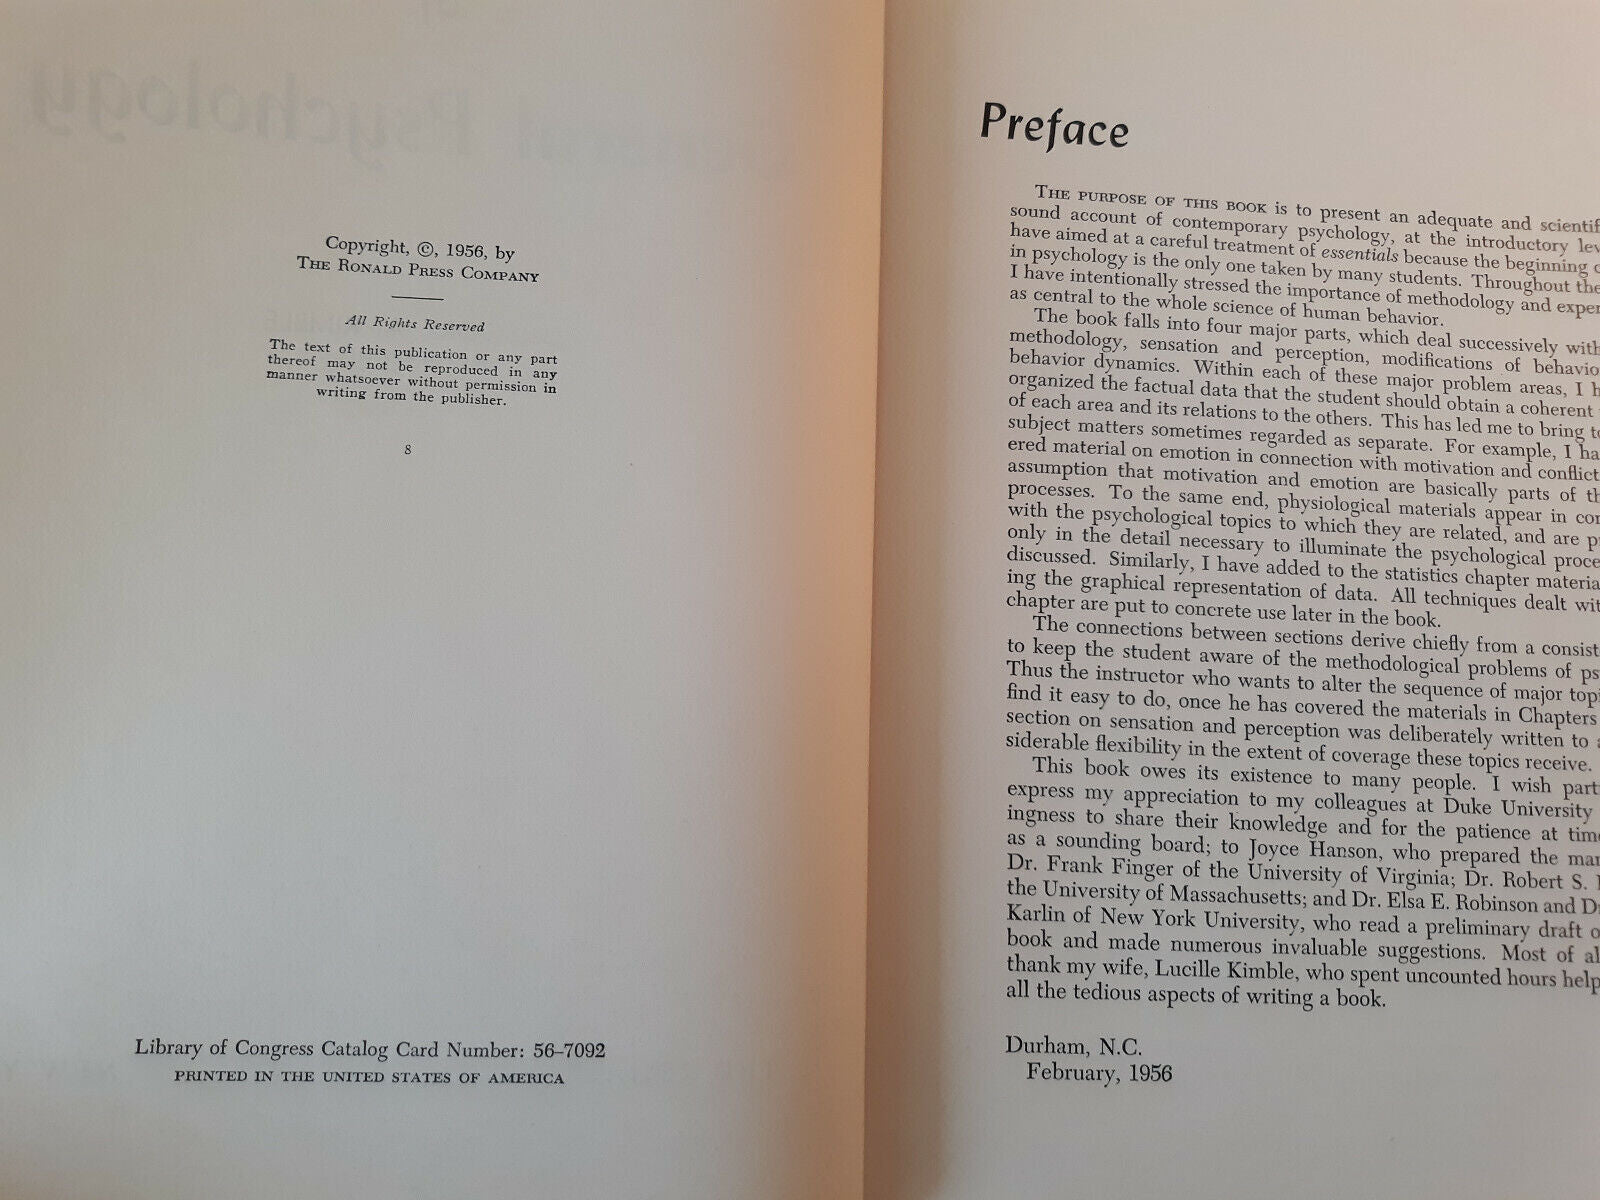 Psychology
Copyright, ©, 1956, by
THE RONALD PRESS COMPANY
All Rights Reserved
The text of this publication or any part
thereof may not be reproduced in any
manner whatsoever without permission in
writing from the publisher.
8
Library of Congress Catalog Card Number: 56–7092
PRINTED IN THE UNITED STATES OF AMERICA
Preface
THE PURPOSE OF THIS BOOK is to present an adequate and
sound account of contemporary psychology, at the introductory
have aimed at a careful treatment of essentials because the beginning
in psychology is the only one taken by many students. Throughout
I have intentionally stressed the importance of methodology and
as central to the whole science of human behavior.
The book falls into four major parts, which deal successively with
methodology, sensation and perception, modifications of
behavior dynamics. Within each of these major problem areas, I
organized the factual data that the student should obtain a coherent
of each area and its relations to the others. This has led me to bring
subject matters sometimes regarded as separate. For example, I
ered material on emotion in connection with motivation and
assumption that motivation and emotion are basically parts of
processes. To the same end, physiological materials appear in
with the psychological topics to which they are related, and are
only in the detail necessary to illuminate the psychological
discussed. Similarly, I have added to the statistics chapter
ing the graphical representation of data. All techniques dealt
chapter are put to concrete use later in the book.
The connections between sections derive chiefly from a
to keep the student aware of the methodological problems of
Thus the instructor who wants to alter the sequence of major
find it easy to do, once he has covered the materials in Chapters
section on sensation and perception was deliberately written to
siderable flexibility in the extent of coverage these topics receive.
This book owes its existence to many people. I wish
express my appreciation to my colleagues at Duke University
ingness to share their knowledge and for the patience at
as a sounding board; to Joyce Hanson, who prepared the
Dr. Frank Finger of the University of Virginia; Dr. Robert S.
the University of Massachusetts; and Dr. Elsa E. Robinson and
Karlin of New York University, who read a preliminary draft
book and made numerous invaluable suggestions. Most of
thank my wife, Lucille Kimble, who spent uncounted hours
all the tedious aspects of writing a book.
Durham, N.C.
February, 1956